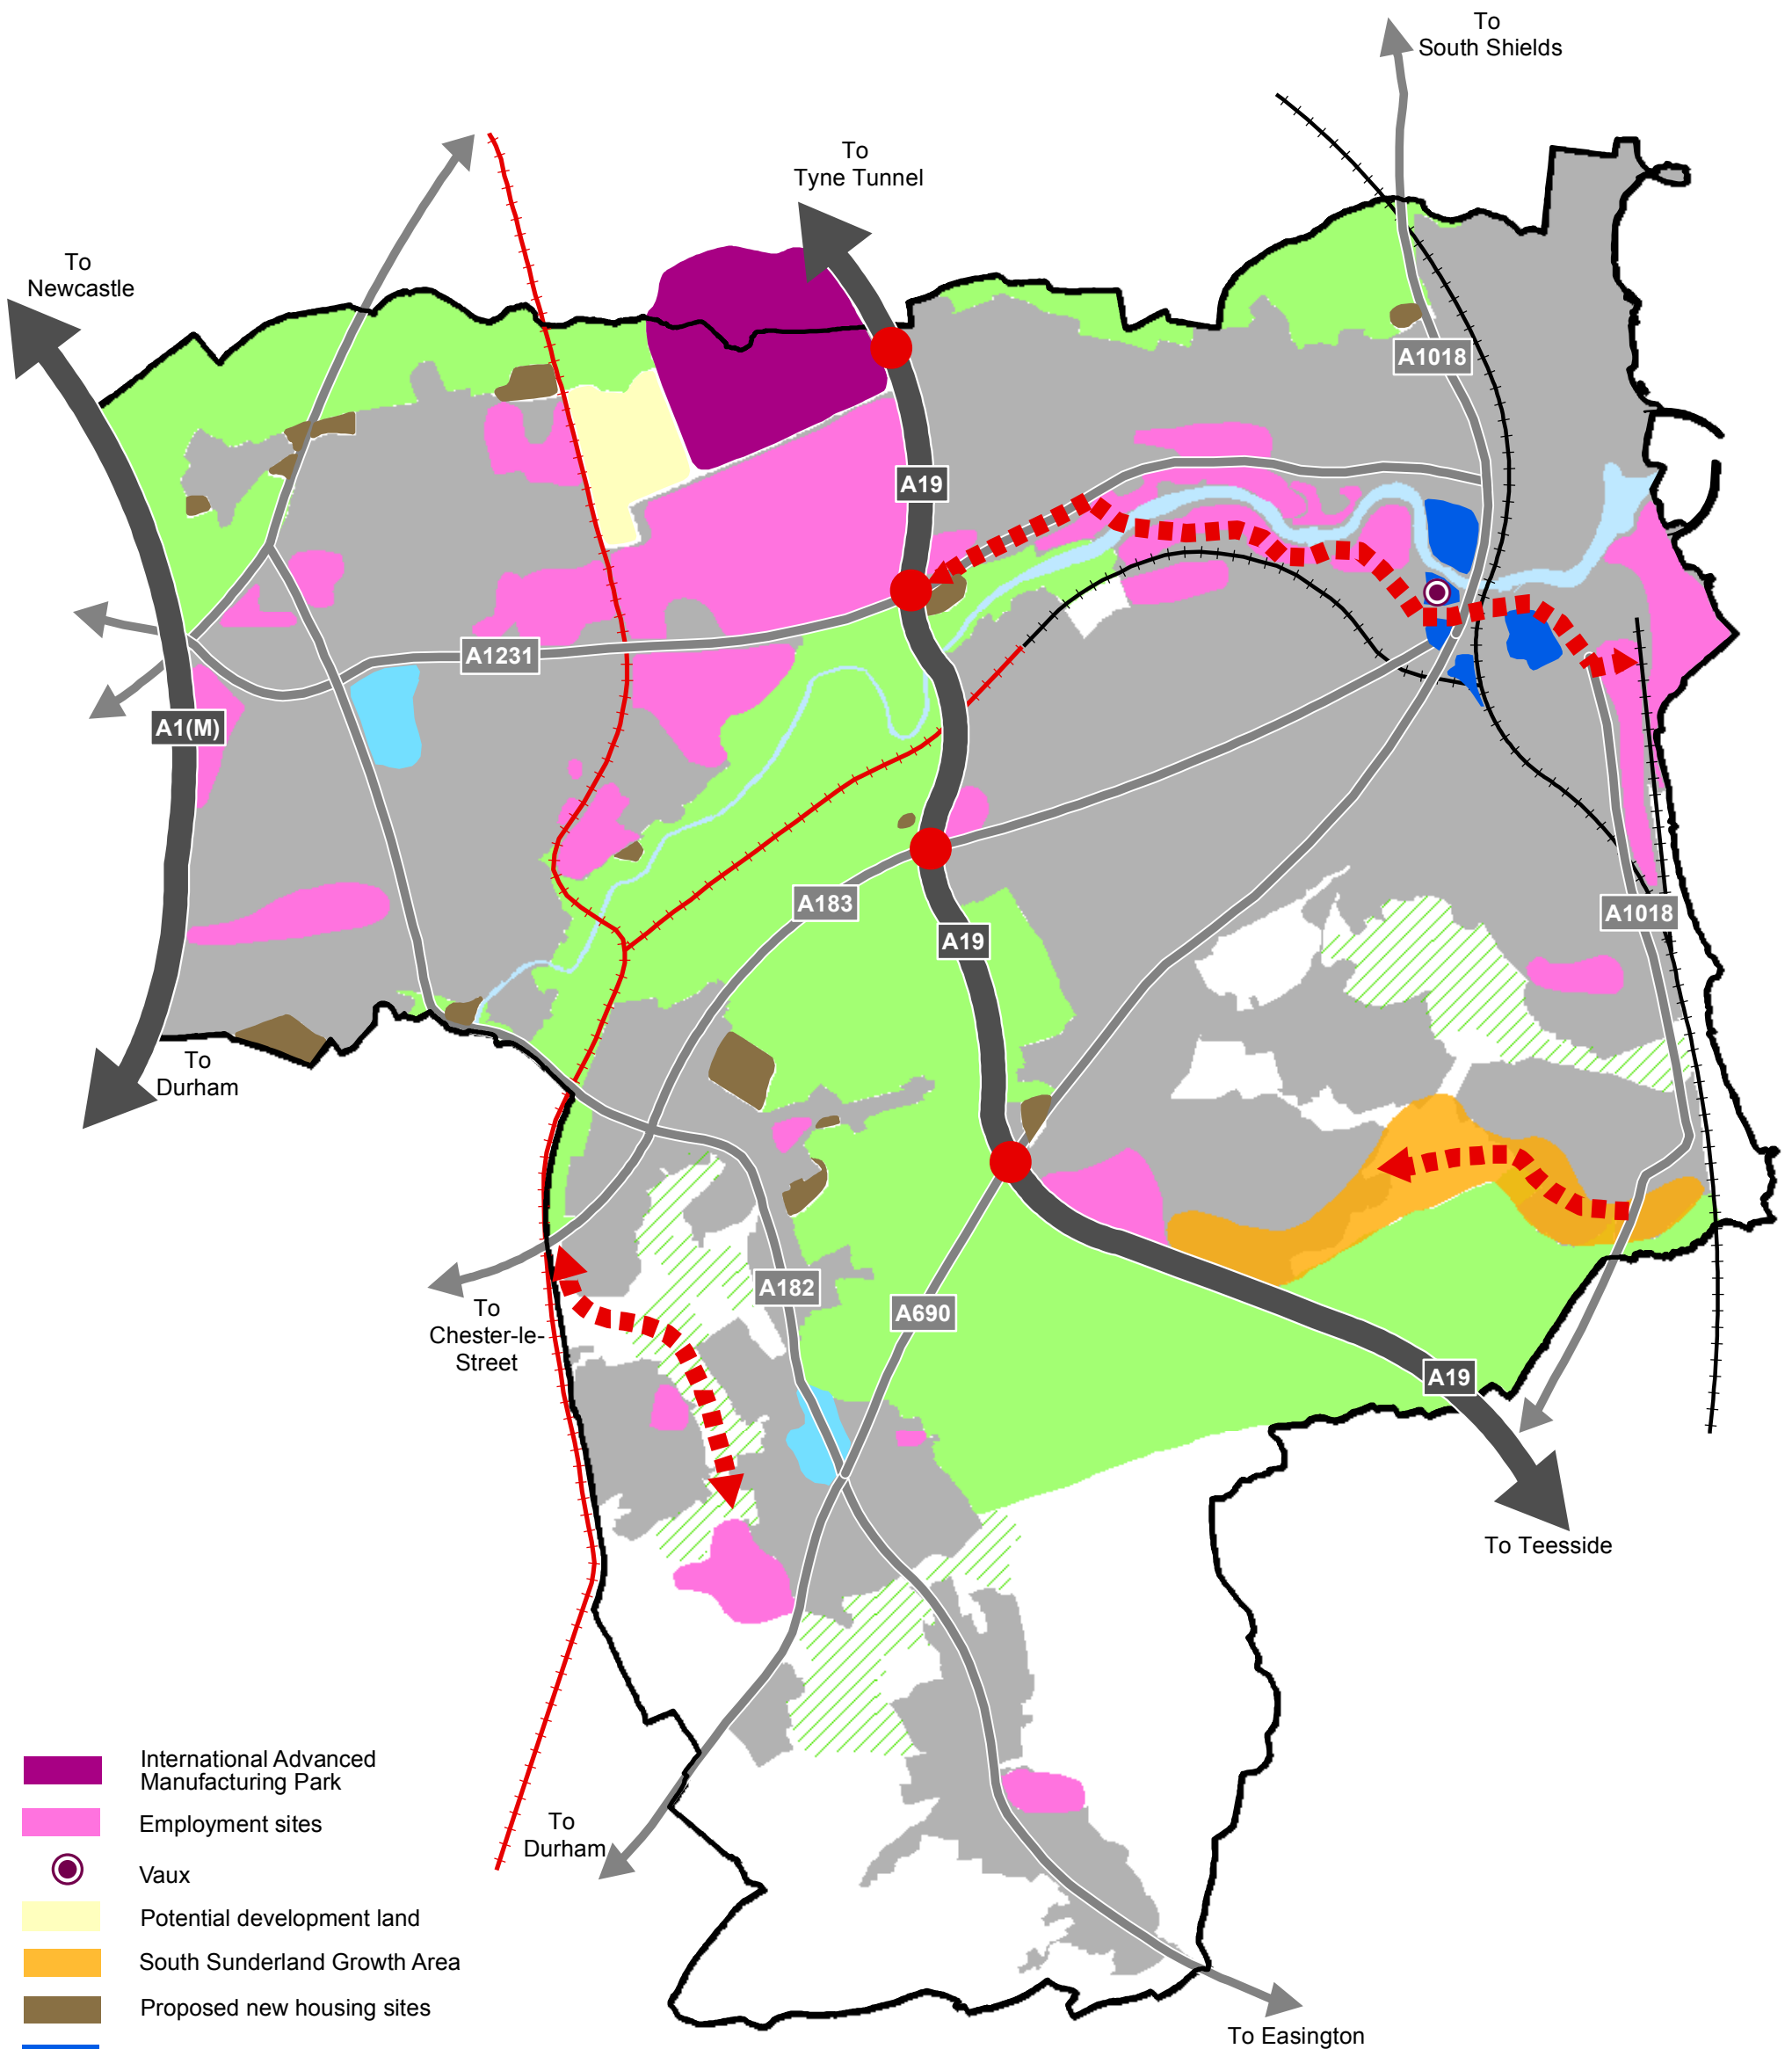 To
South Shields
To
Tyne Tunnel
To
Newcastle
A1018
A19
A1231
A1(M)
A183
A19
A1018
To
Durham
A182
A690
To
Chester-le-
Street
A19
To Teesside
International Advanced
Manufacturing Park
Employment sites
To
Durham
Vaux
Potential development land
South Sunderland Growth Area
Proposed new housing sites
To Easington